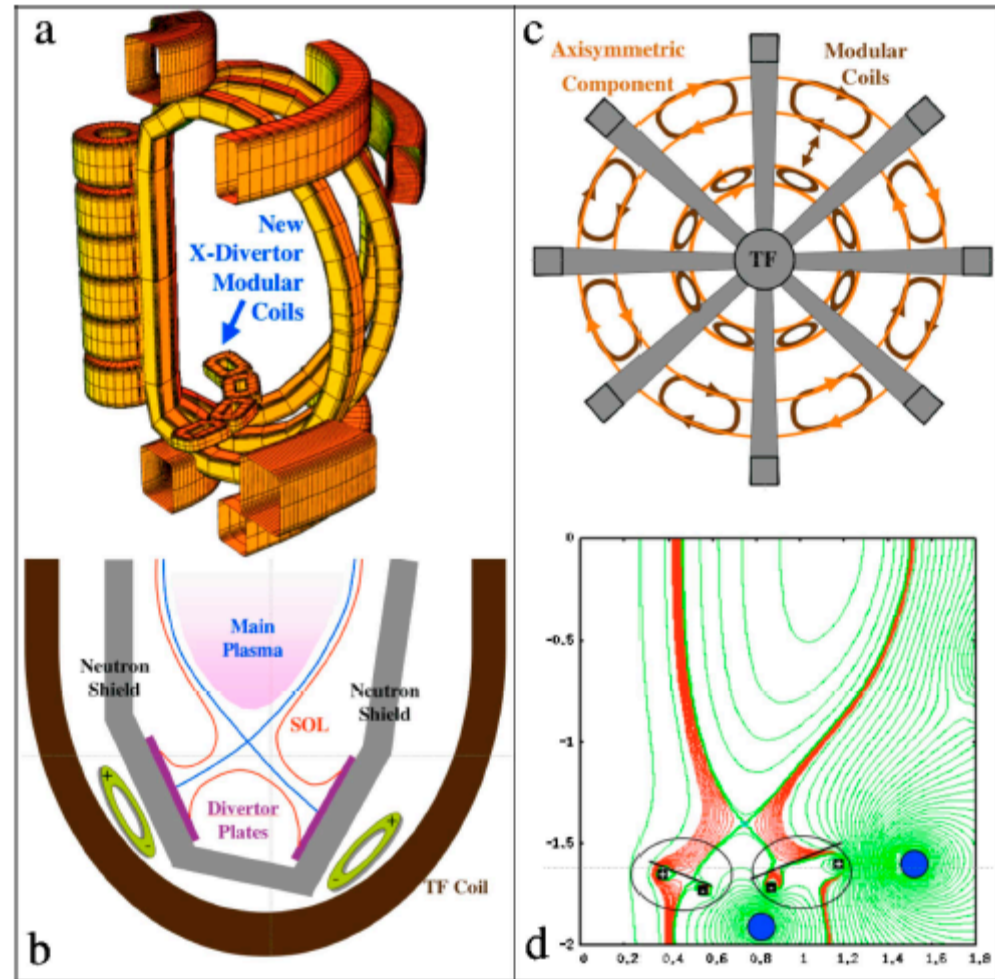 a
New
X-Divertor
Modular
Coils
c
Axisymmetric
Component
Modular
Coils
TF
b
Main
Plasma
Neutron
Shield
Neutron
Shield
SOL
Divertor
Plates
TF Coil
d
0
-0.5
-1
-1.5
-2
0 0.2 0.4 0.6 0.8 1 1.2 1.4 1.6 1.8
+
-
+
-